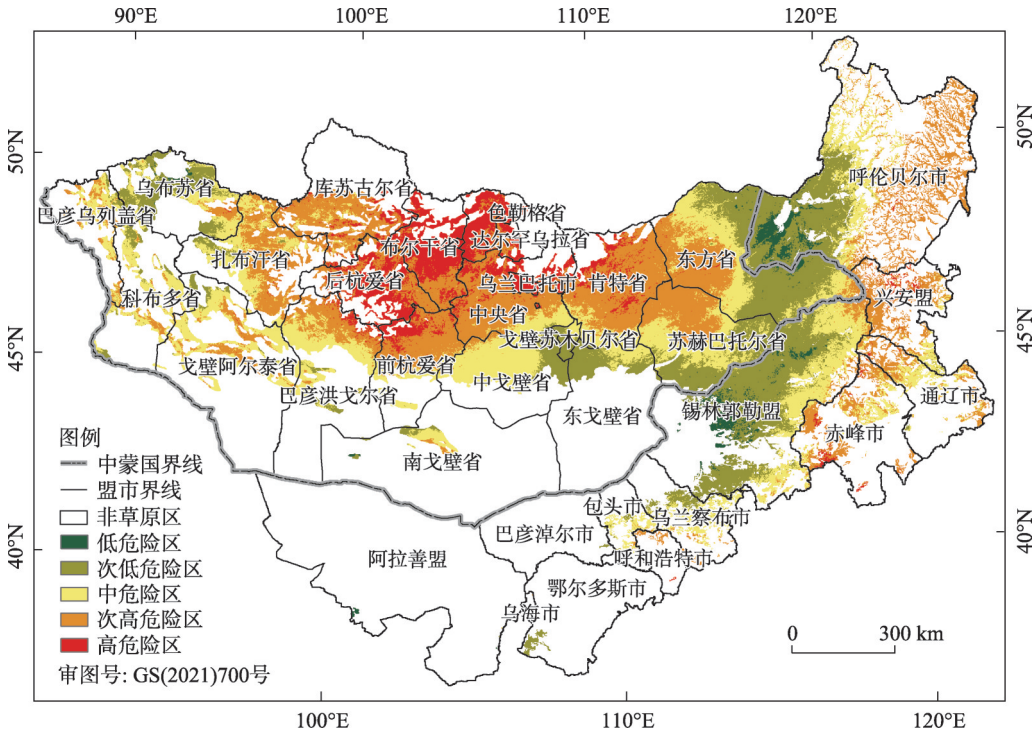 90°E
100°E
110°E
120°E
50°N
45°N
40°N
50°N
45°N
40°N
乌布苏省
库苏古尔省
呼伦贝尔市
巴彦乌列盖省
色勒格省
布尔干省
达尔罕乌拉省
扎布汗省
东方省
后杭爱省
乌兰巴托市
肯特省
科布多省
中央省
兴安盟
戈壁苏木贝尔省
苏赫巴托尔省
戈壁阿尔泰省
前杭爱省
中戈壁省
巴彦洪戈尔省
通辽市
东戈壁省
锡林郭勒盟
赤峰市
南戈壁省
包头市
乌兰察布市
巴彦淖尔市
阿拉善盟
呼和浩特市
鄂尔多斯市
乌海市
图例
中蒙国界线
盟市界线
非草原区
低危险区
次低危险区
中危险区
次高危险区
高危险区
审图号: GS(2021)700号
0 300 km
100°E
110°E
120°E